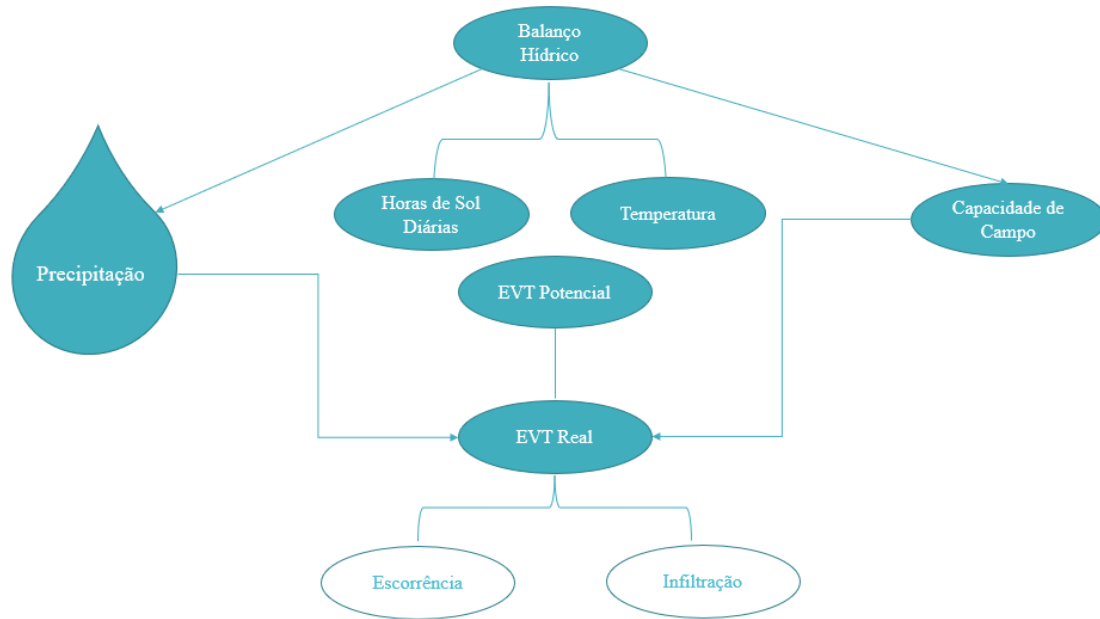 Balanço
Hídrico
Horas de Sol
Diárias
Temperatura
Capacidade de
Campo
Precipitação
EVT Potencial
EVT Real
Escorrência
Infiltração